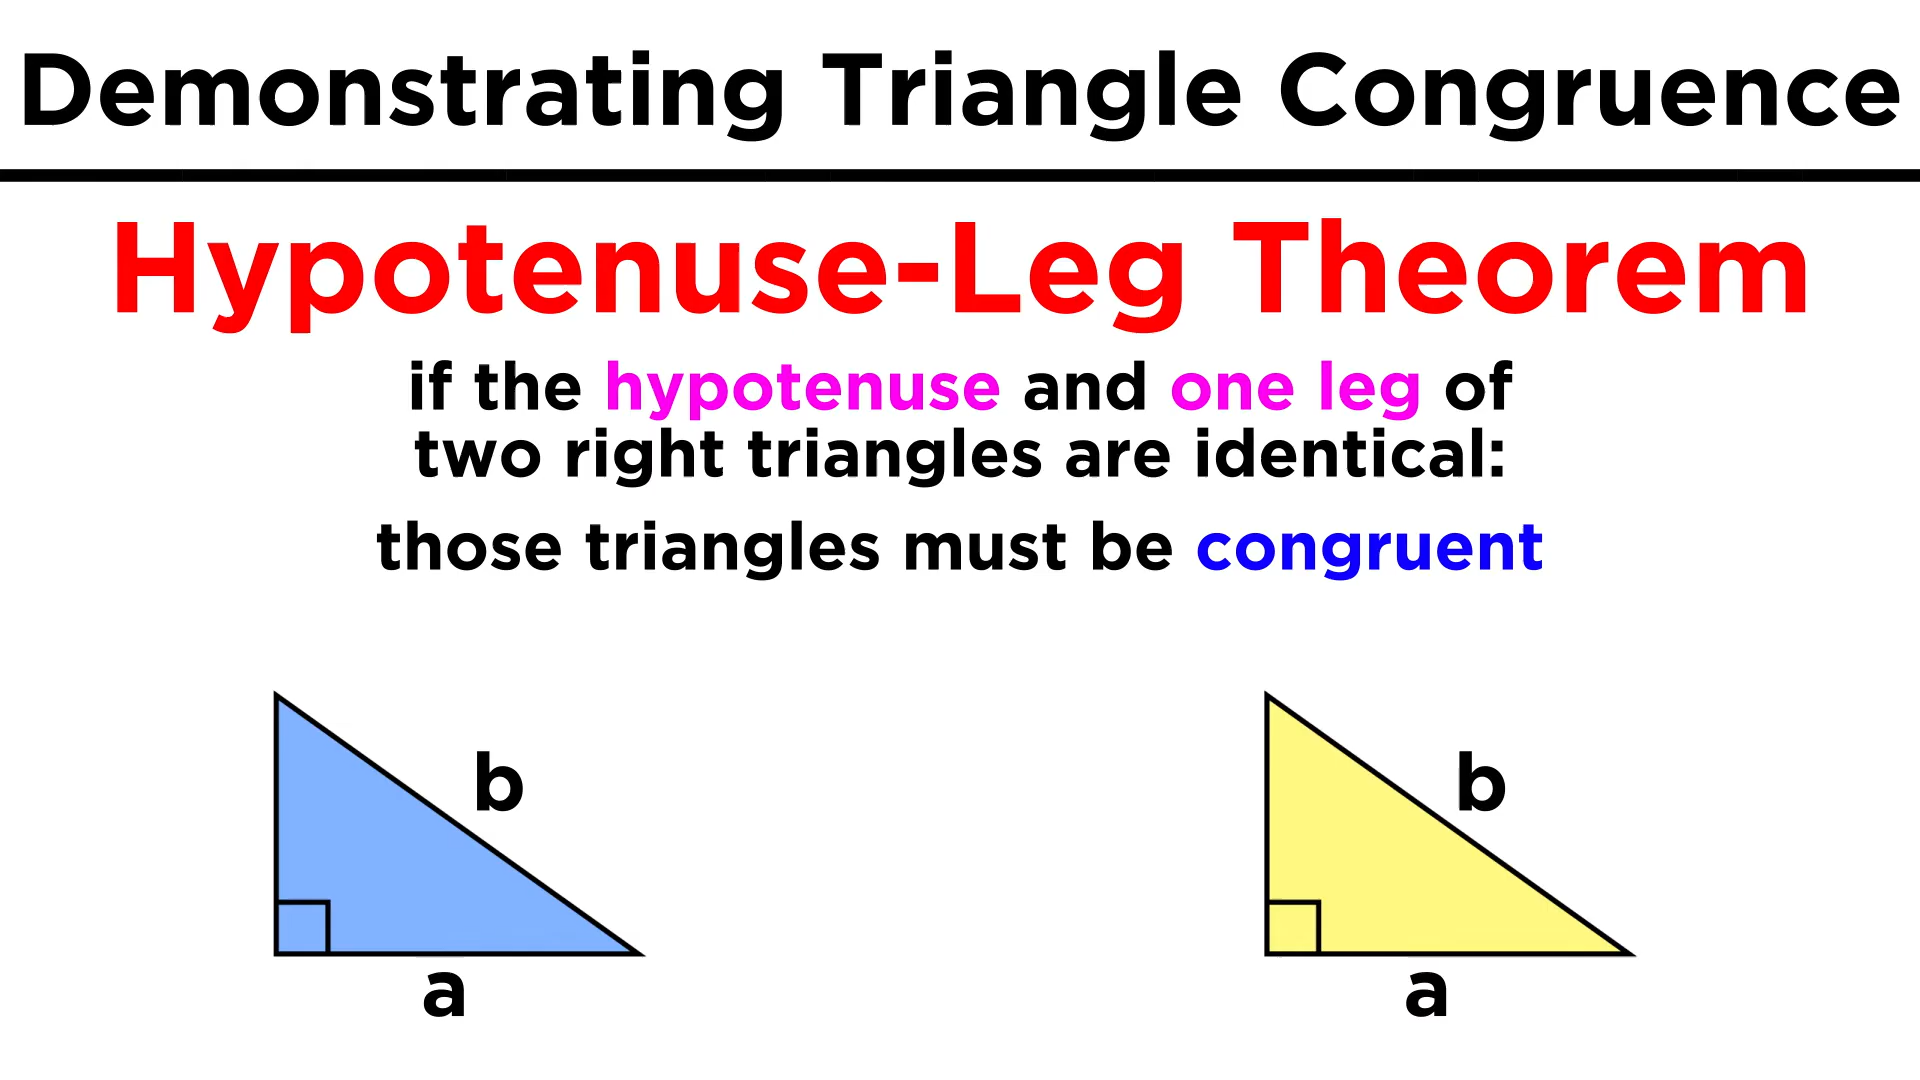 Demonstrating Triangle Congruence
Hypotenuse-Leg Theorem
if the hypotenuse and one leg of
two right triangles are identical:
those triangles must be congruent
b
b
a
a